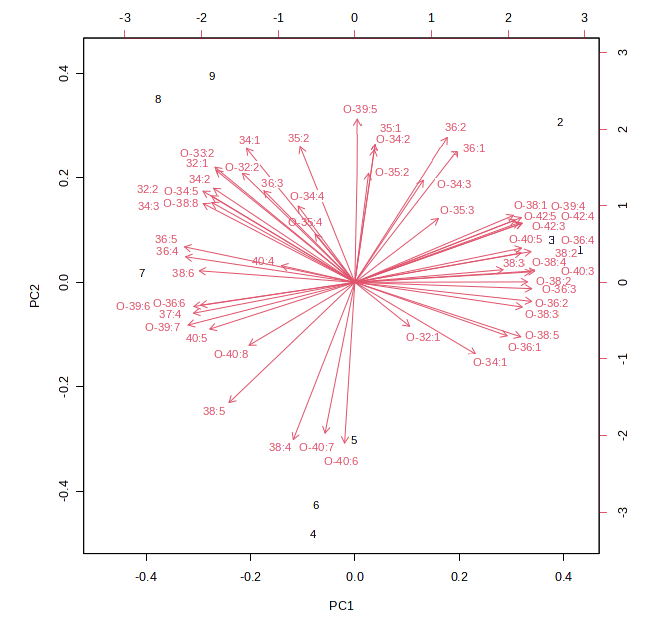 -3 -2 -1 0 1 2 3
9
8
O-39:5
2
35:1
36:2
34:1
35:2
O-34:2
36:1
O-33:2
32:1
O-32:2
O-35:2
34:2
36:3
O-34:3
32:2
O-34:5
O-34:4
34:3
O-38:8
O-35:3
O-38:1
O-39:4
O-42:5
O-42:4
O-35:4
O-42:3
36:5
O-40:5
3
O-36:4
36:4
1
38:2
40:4
38:3
O-38:4
7
38:6
O-40:3
O-38:2
O-36:3
O-39:6
O-36:6
O-36:2
37:4
O-38:3
O-39:7
40:5
O-32:1
O-38:5
O-36:1
O-40:8
O-34:1
38:5
5
38:4
O-40:7
O-40:6
6
4
0.4
0.2
0.0
-0.2
-0.4
PC2
3
2
1
0
-1
-2
-3
-0.4 -0.2 0.0 0.2 0.4
PC1